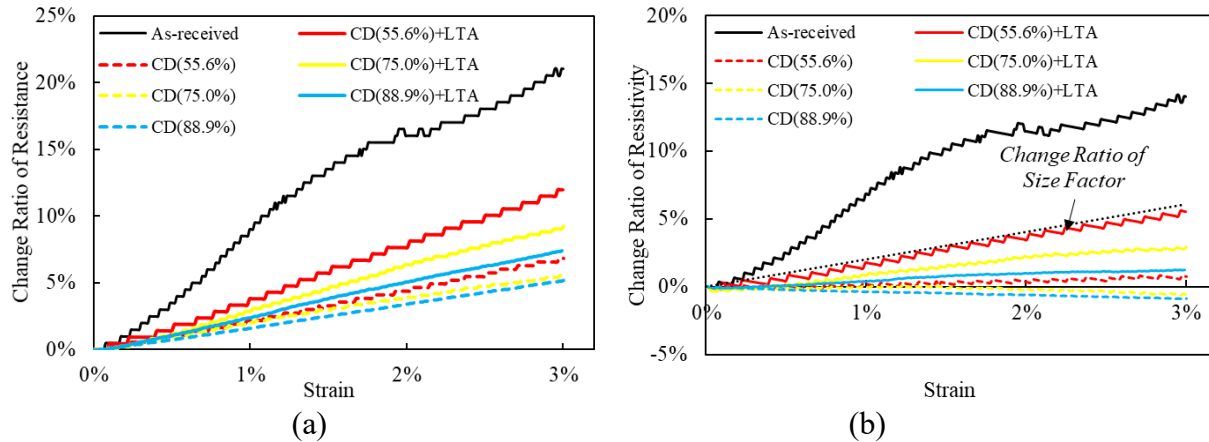 Change Ratio of Resistance
25%
20%
15%
10%
5%
0%
As-received
CD(55.6%)
CD(75.0%)
CD(88.9%)
CD(55.6%)+LTA
CD(75.0%)+LTA
CD(88.9%)+LTA
0%
1%
2%
3%
Strain
(a)
Change Ratio of Resistivity
20%
15%
10%
5%
0%
-5%
As-received
CD(55.6%)
CD(75.0%)
CD(88.9%)
CD(55.6%)+LTA
CD(75.0%)+LTA
CD(88.9%)+LTA
Change Ratio of
Size Factor
0%
1%
2%
3%
Strain
(b)